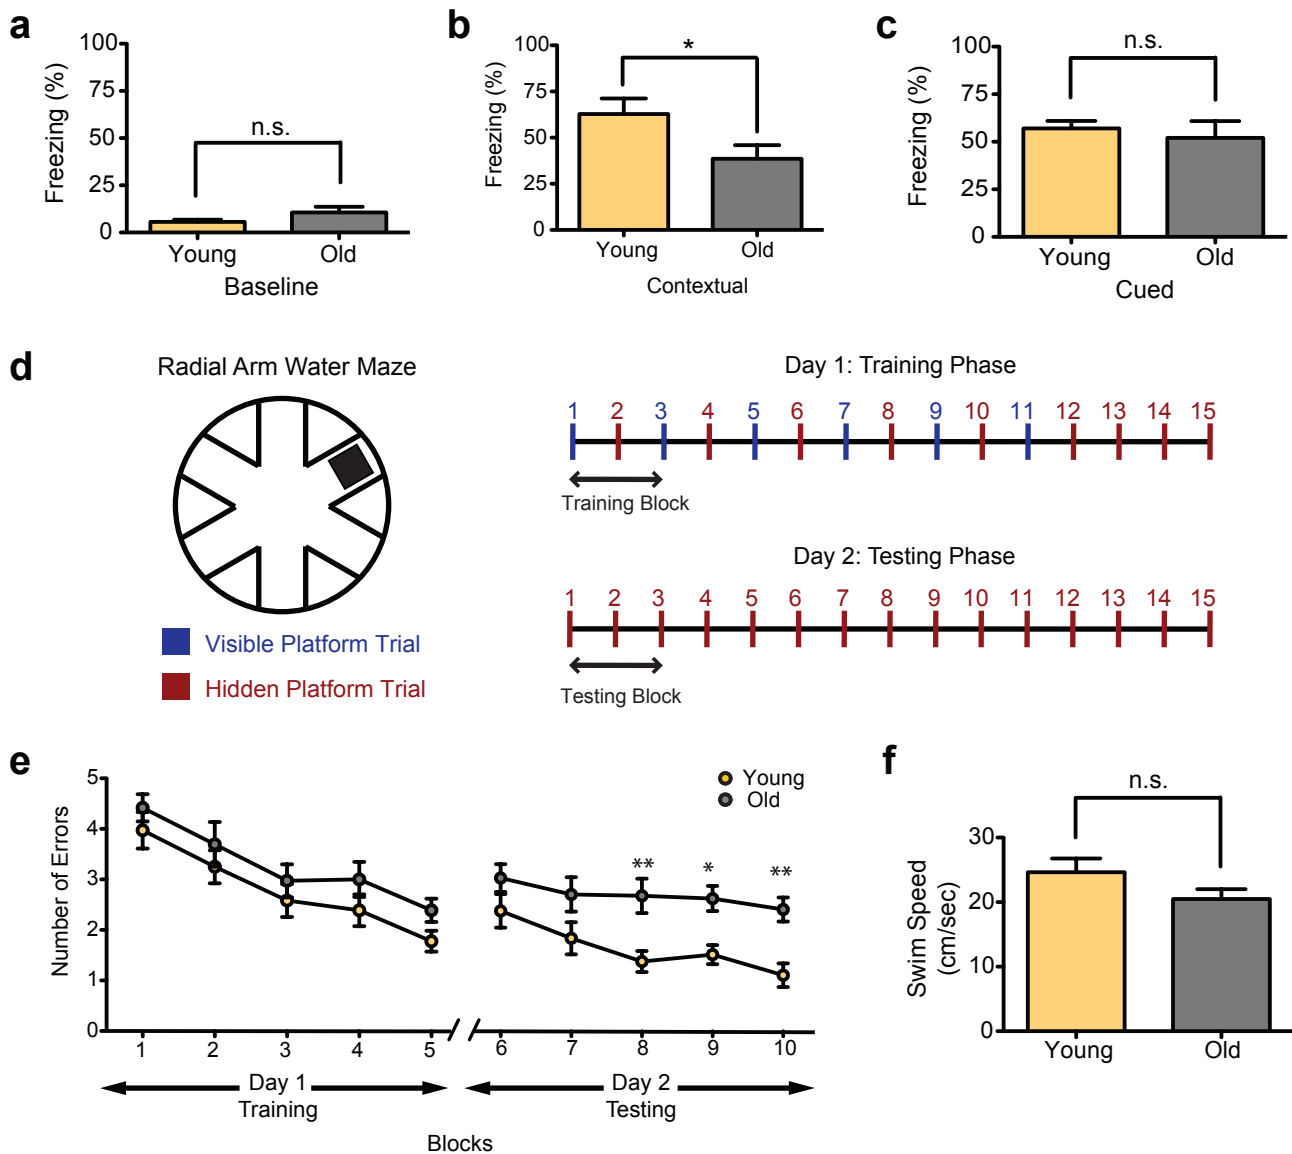 a
100
75
50
25
0
Freezing (%)
n.s.
Young
Old
Baseline
b
100
75
50
25
0
Freezing (%)
*
Young
Old
Contextual
c
100
75
50
25
0
Freezing (%)
n.s.
Young
Old
Cued
d
Radial Arm Water Maze
Visible Platform Trial
Hidden Platform Trial
Day 1: Training Phase
1 2 3 4 5 6 7 8 9 10 11 12 13 14 15
Training Block
Day 2: Testing Phase
1 2 3 4 5 6 7 8 9 10 11 12 13 14 15
Testing Block
e
5
4
3
2
1
0
Number of Errors
Young
Old
** * **
1 2 3 4 5 6 7 8 9 10
Day 1
Training
Day 2
Testing
Blocks
f
30
20
10
0
Swim Speed
(cm/sec)
n.s.
Young
Old